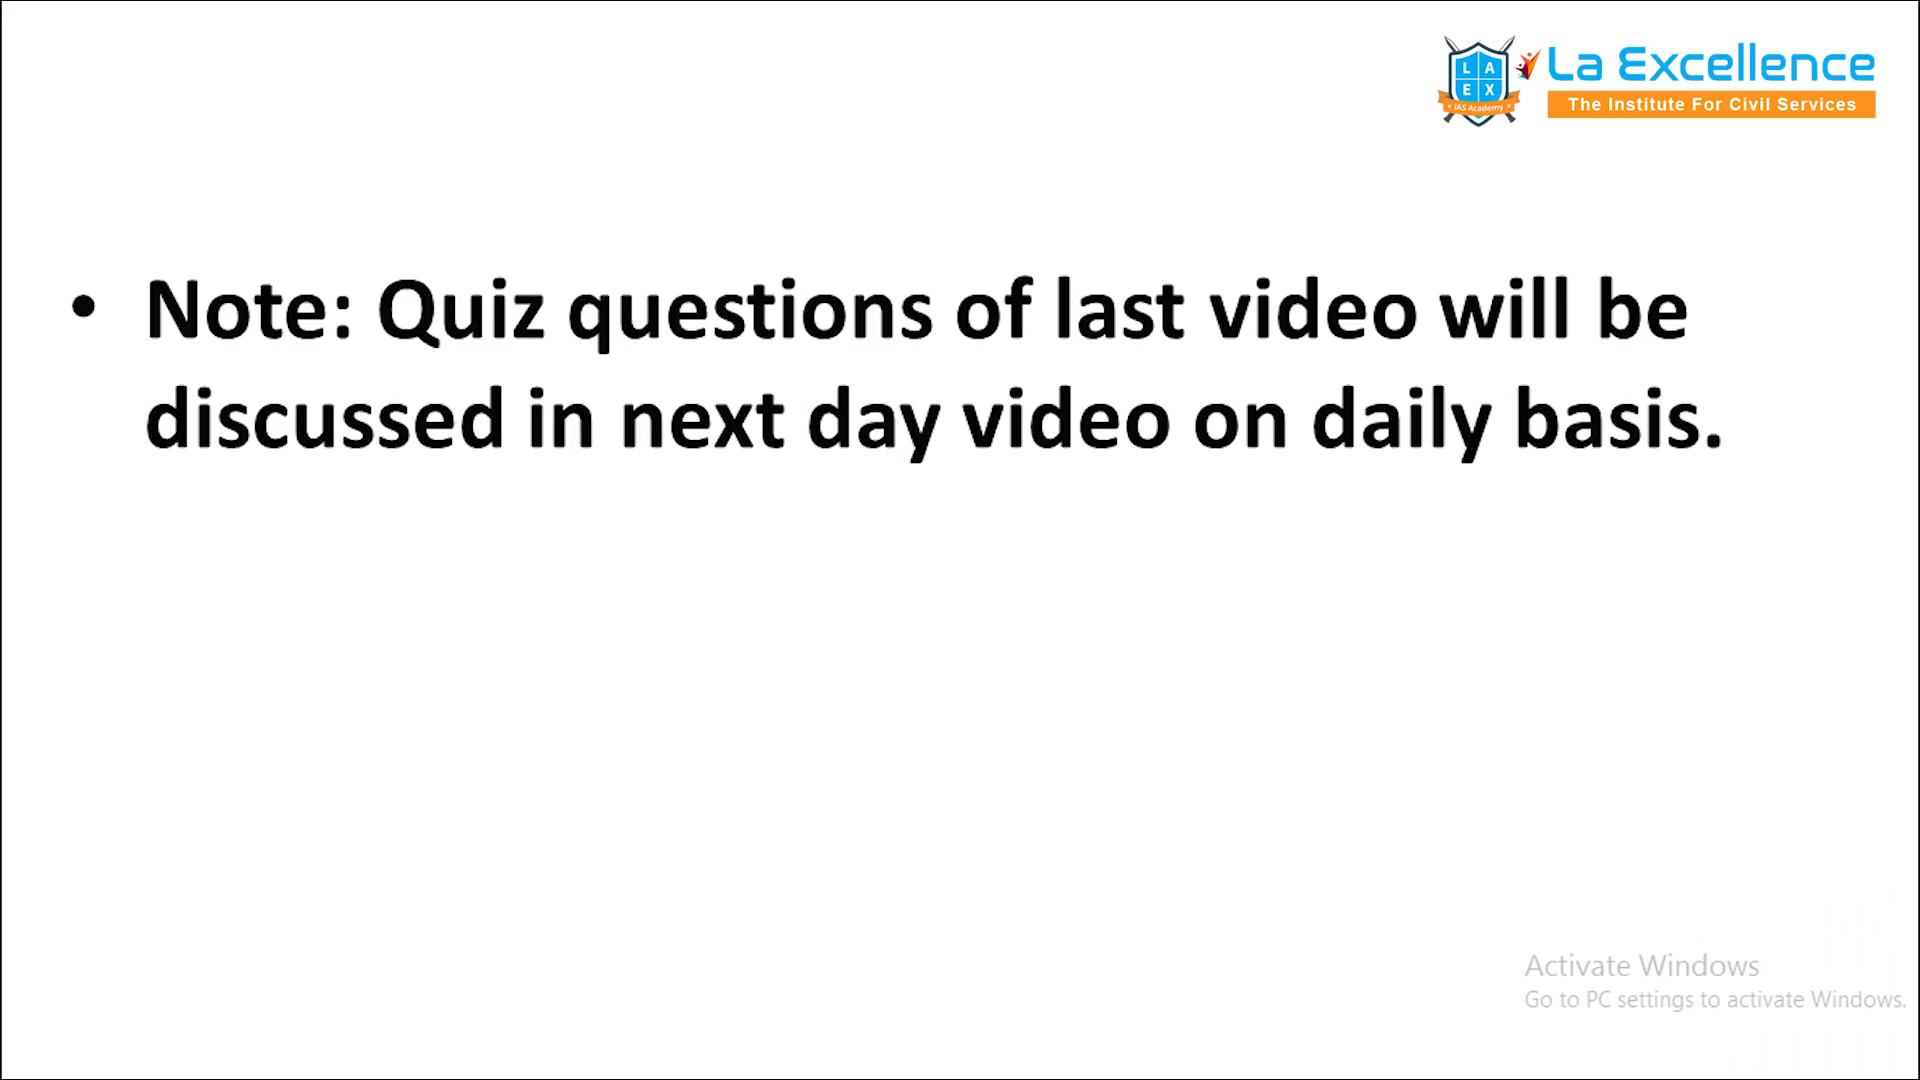 L A
E X
IAS Academy
La Excellence
The Institute For Civil Services
• Note: Quiz questions of last video will be
discussed in next day video on daily basis.
Activate Windows
Go to PC settings to activate Windows.